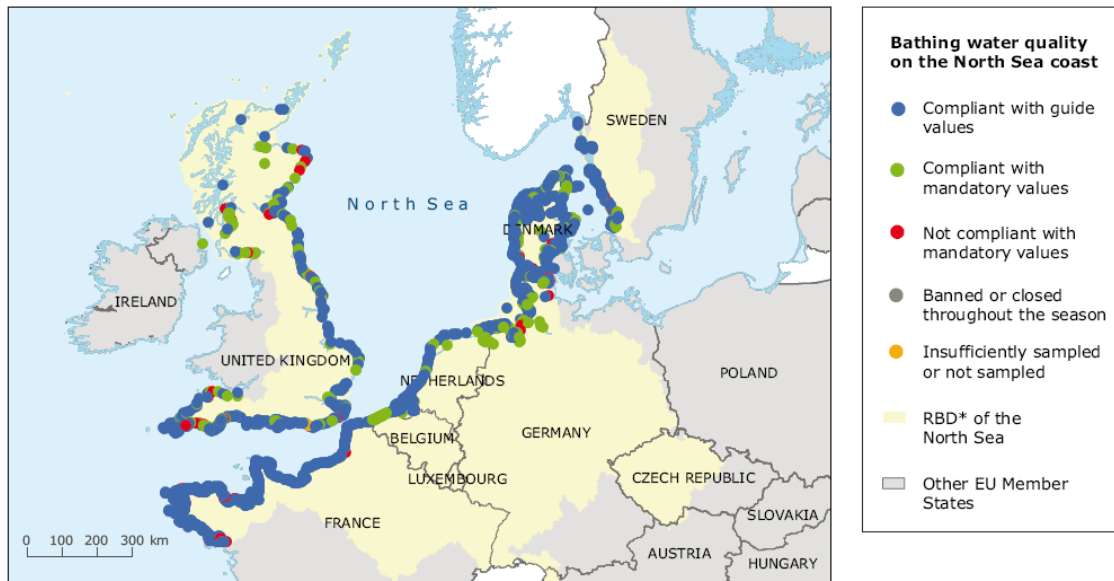 SWEDEN
North Sea
DENMARK
IRELAND
UNITED KINGDOM
NETHERLANDS
POLAND
BELGIUM
GERMANY
LUXEMBOURG
CZECH REPUBLIC
FRANCE
SLOVAKIA
AUSTRIA
HUNGARY
0 100 200 300 km
Bathing water quality
on the North Sea coast
Compliant with guide
values
Compliant with
mandatory values
Not compliant with
mandatory values
Banned or closed
throughout the season
Insufficiently sampled
or not sampled
RBD* of the
North Sea
Other EU Member
States